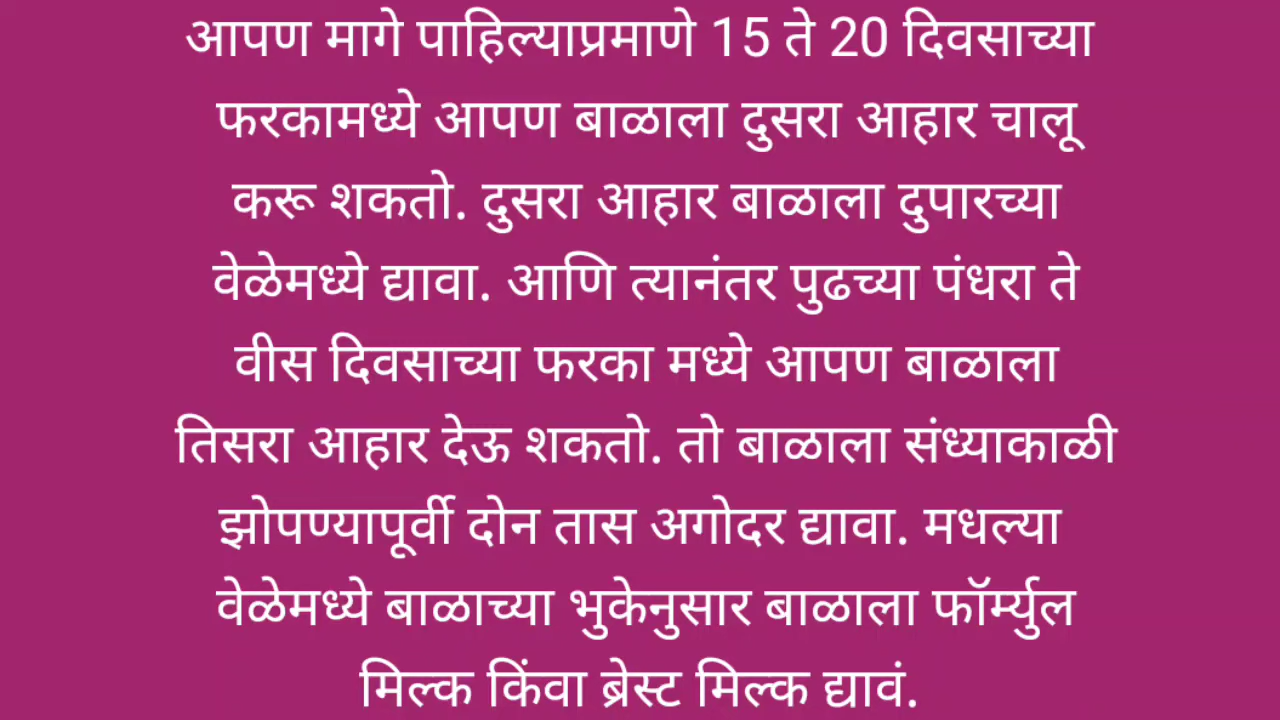 आपण मागे पाहिल्याप्रमाणे 15 ते 20 दिवसाच्या
फरकामध्ये आपण बाळाला दुसरा आहार चालू
करू शकतो. दुसरा आहार बाळाला दुपारच्या
वेळेमध्ये द्यावा. आणि त्यानंतर पुढच्या पंधरा ते
वीस दिवसाच्या फरका मध्ये आपण बाळाला
तिसरा आहार देऊ शकतो. तो बाळाला संध्याकाळी
झोपण्यापूर्वी दोन तास अगोदर द्यावा. मधल्या
वेळेमध्ये बाळाच्या भुकेनुसार बाळाला फॉर्म्युल
मिल्क किंवा ब्रेस्ट मिल्क द्यावं.